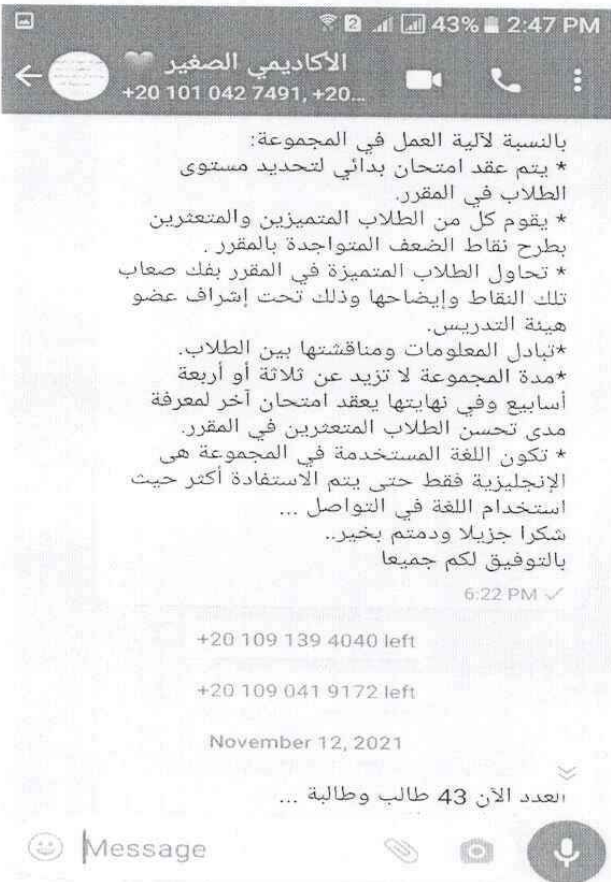 2 43% 2:47 PM
الأكاديمي الصغير
+20 101 042 7491, +20...
بالنسبة لآلية العمل في المجموعة:
* يتم عقد امتحان بدائي لتحديد مستوى
الطلاب في المقرر.
* يقوم كل من الطلاب المتميزين والمتعثرين
بطرح نقاط الضعف المتواجدة بالمقرر .
* تحاول الطلاب المتميزة في المقرر بفك صعاب
تلك النقاط وإيضاحها وذلك تحت إشراف عضو
هيئة التدريس.
*تبادل المعلومات ومناقشتها بين الطلاب.
*مدة المجموعة لا تزيد عن ثلاثة أو أربعة
أسابيع وفي نهايتها يعقد امتحان آخر لمعرفة
مدى تحسن الطلاب المتعثرين في المقرر.
* تكون اللغة المستخدمة في المجموعة هى
الإنجليزية فقط حتى يتم الاستفادة أكثر حيث
استخدام اللغة في التواصل ...
شكرا جزيلا ودمتم بخير..
بالتوفيق لكم جميعا
6:22 PM
+20 109 139 4040 left
+20 109 041 9172 left
November 12, 2021
العدد الآن 43 طالب وطالبة ...
Message